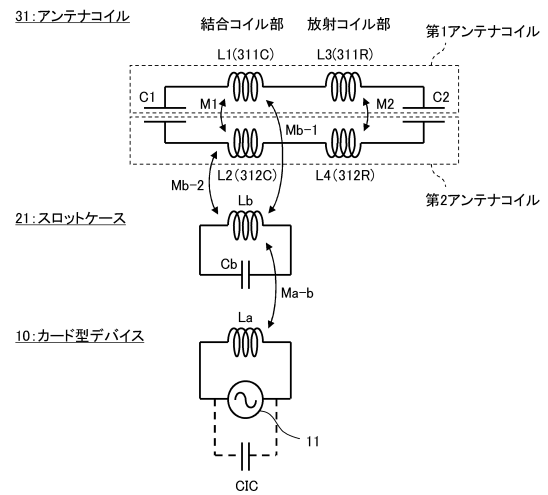 31:アンテナコイル
結合コイル部 放射コイル部
第1アンテナコイル
L1(311C) L3(311R)
C1 C2
M1 M2
Mb-1
L2(312C) L4(312R)
Mb-2
第2アンテナコイル
21:スロットケース
Lb
Cb
Ma-b
La
10:カード型デバイス
11
CIC